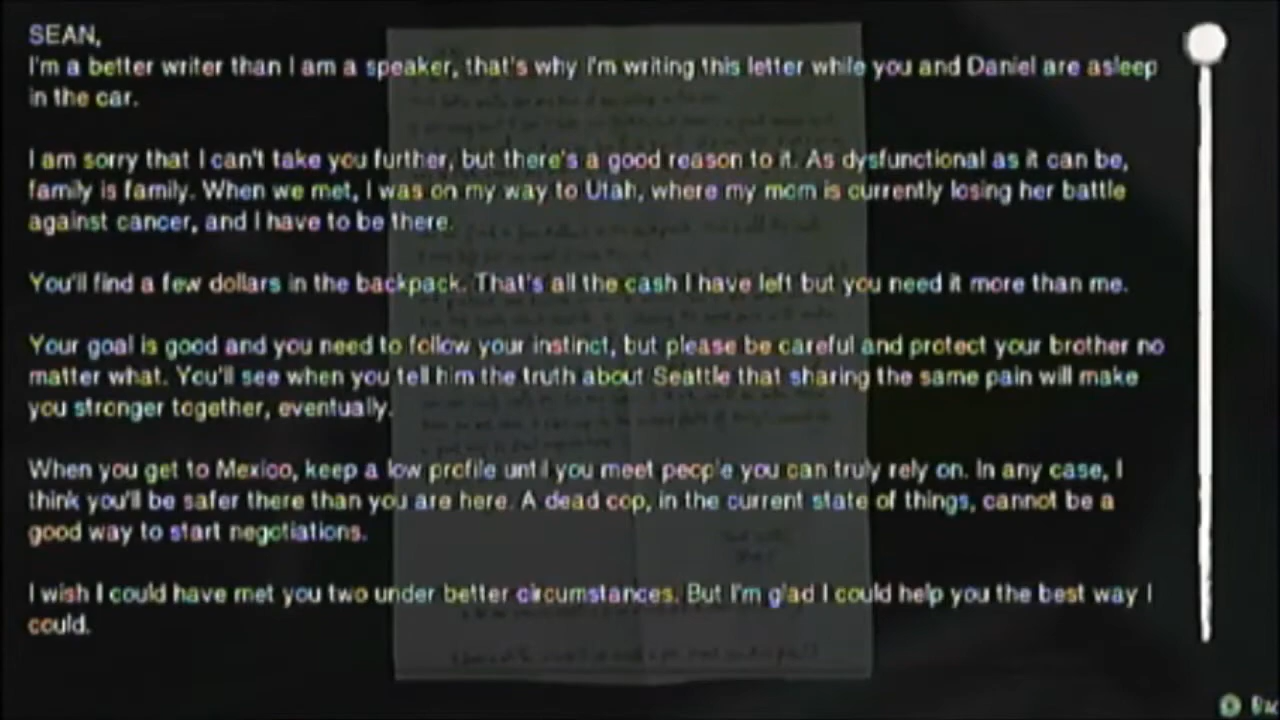 SEAN,
I'm a better writer than I am a speaker, that's why I'm writing this letter while you and Daniel are asleep
in the car.
I am sorry that I can't take you further, but there's a good reason to it. As dysfunctional as it can be,
family is family. When we met, I was on my way to Utah, where my mom is currently losing her battle
against cancer, and I have to be there.
You'll find a few dollars in the backpack. That's all the cash I have left but you need it more than me.
Your goal is good and you need to follow your instinct, but please be careful and protect your brother no
matter what. You'll see when you tell him the truth about Seattle that sharing the same pain will make
you stronger together, eventually.
When you get to Mexico, keep a low profile until you meet people you can truly rely on. In any case, I
think you'll be safer there than you are here. A dead cop, in the current state of things, cannot be a
good way to start negotiations.
I wish I could have met you two under better circumstances. But I'm glad I could help you the best way I
could.